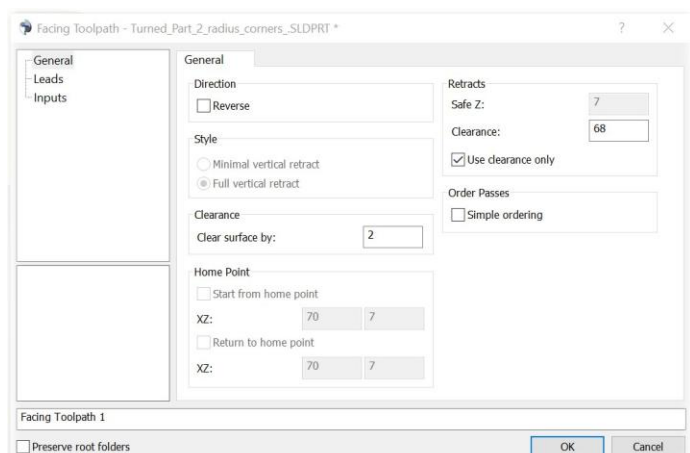 Facing Toolpath - Turned_Part_2_radius_corners_.SLDPRT *
?
General
Leads
Inputs
General
Direction
Reverse
Style
Minimal vertical retract
Full vertical retract
Clearance
Clear surface by: 2
Home Point
Start from home point
XZ: 70 7
Return to home point
XZ: 70 7
Retracts
Safe Z: 7
Clearance: 68
Use clearance only
Order Passes
Simple ordering
Facing Toolpath 1
Preserve root folders
OK Cancel